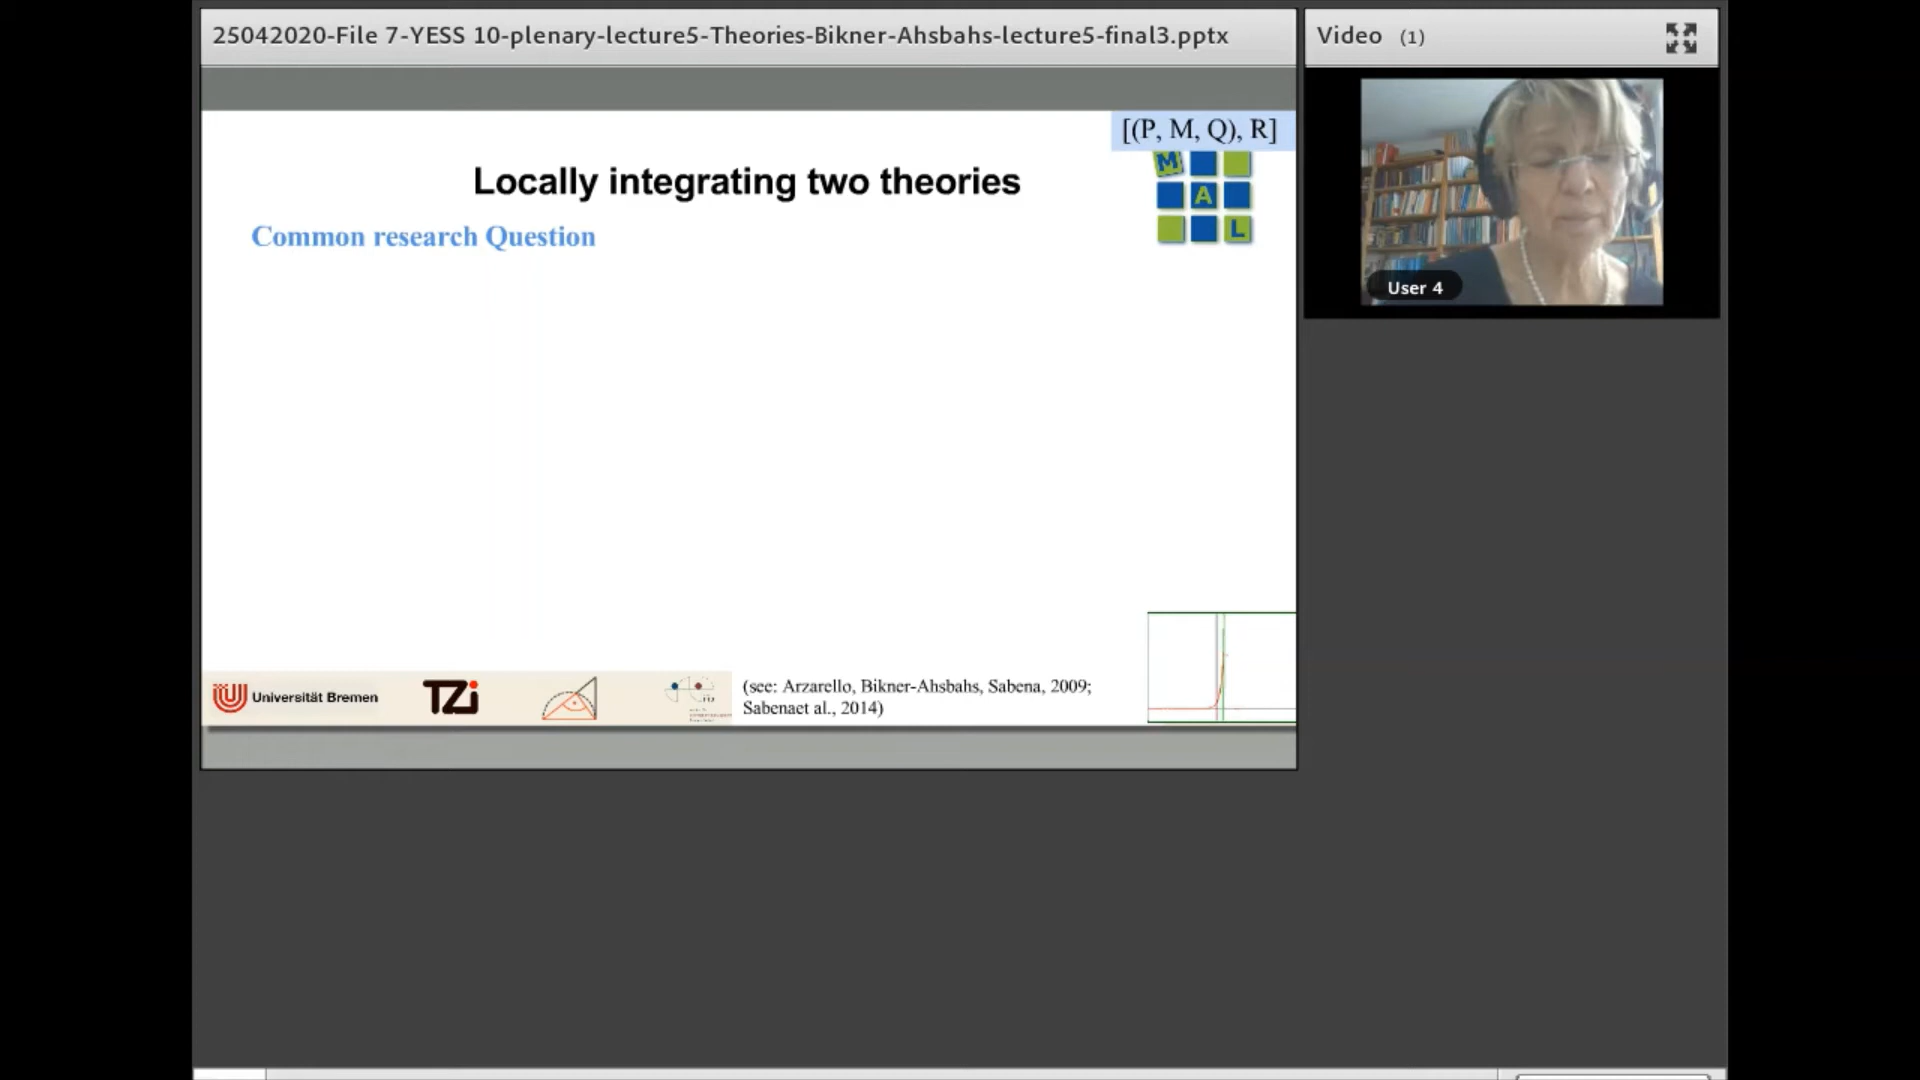 25042020-File 7-YESS 10-plenary-lecture5-Theories-Bikner-Ahsbahs-lecture5-final3.pptx
Video (1)
[(P, M, Q), R]
M
A
L
Locally integrating two theories
Common research Question
User 4
Universität Bremen
TZi
(see: Arzarello, Bikner-Ahsbahs, Sabena, 2009;
Sabenaet al., 2014)